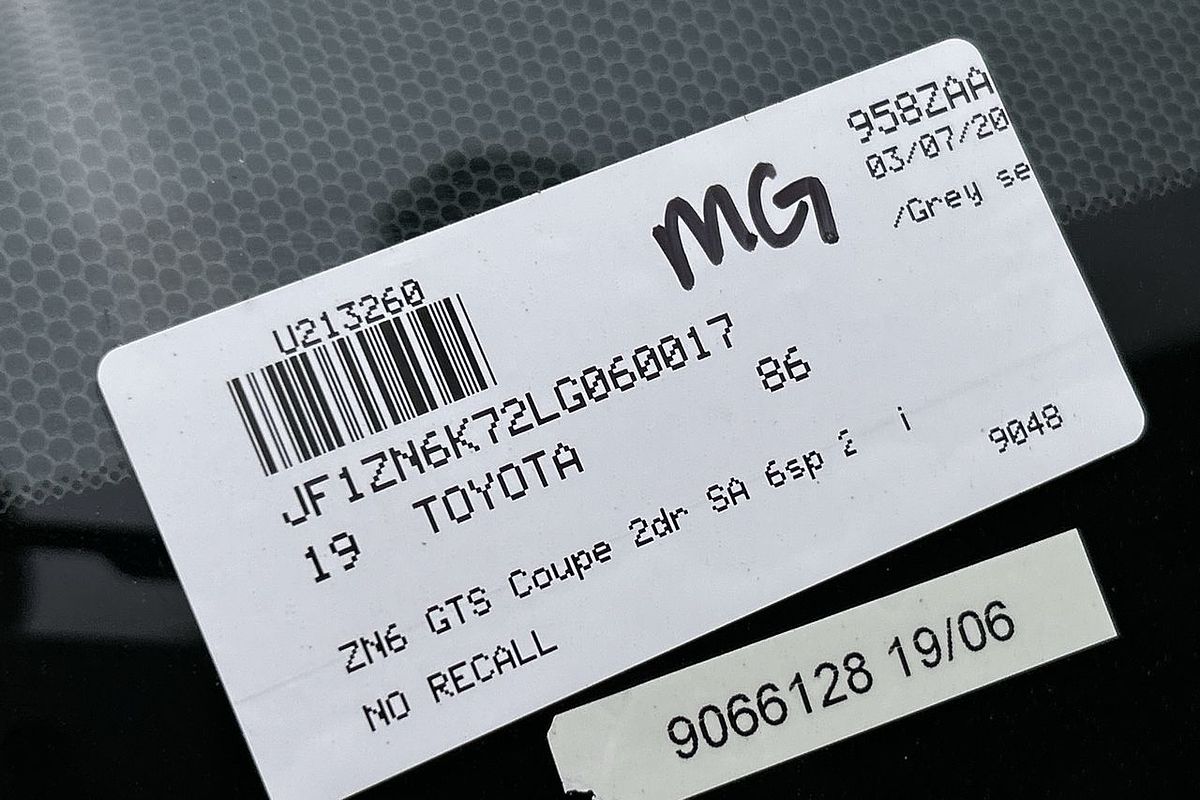 958ZAA
03/07/20
/Grey se
MG
U213260
JF1ZN6K72LG060017
19 TOYOTA 86
ZN6 GTS Coupe 2dr SA 6sp 2 i 9048
NO RECALL
9066128 19/06